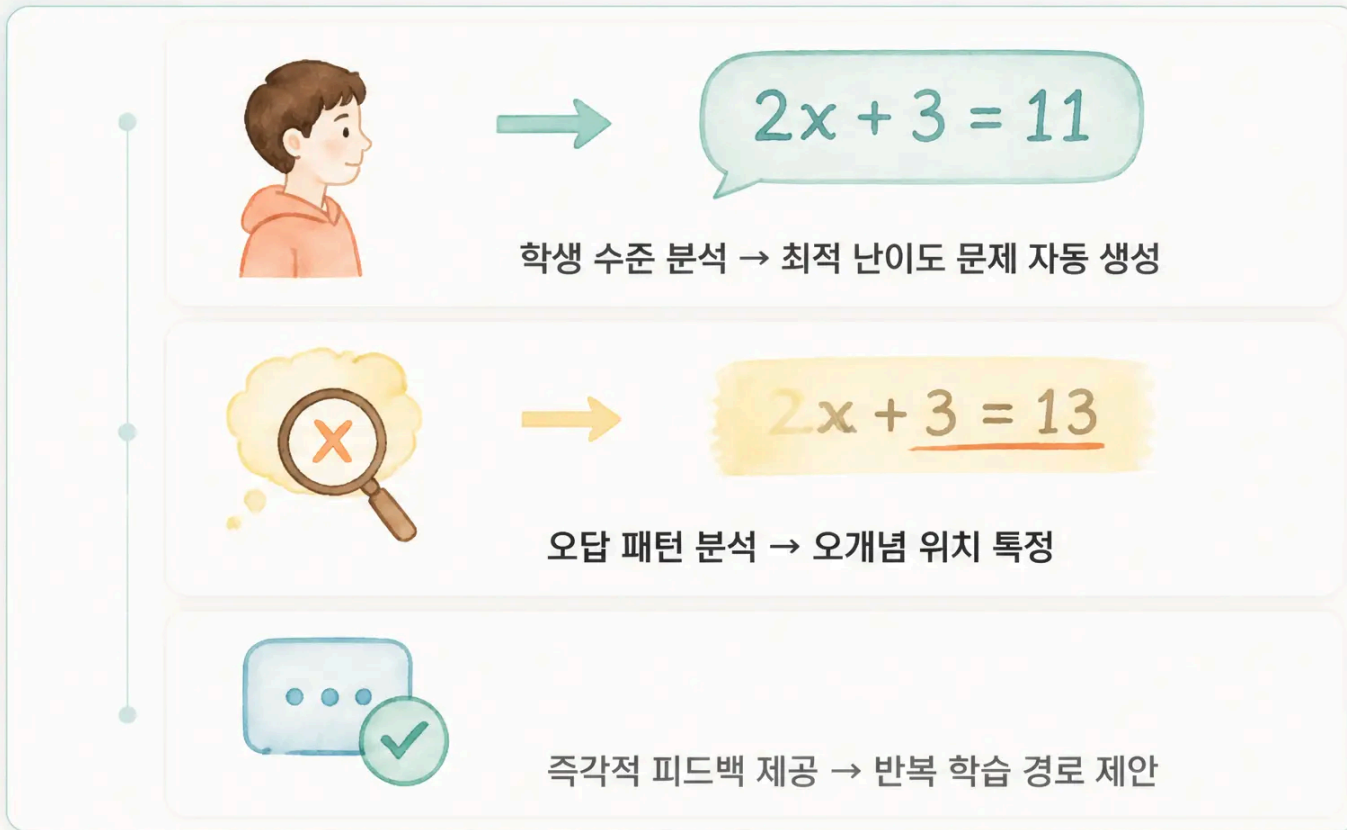 2x + 3 = 11
학생 수준 분석 → 최적 난이도 문제 자동 생성
2x + 3 = 13
오답 패턴 분석 → 오개념 위치 톡정
즉각적 피드백 제공 → 반복 학습 경로 제안